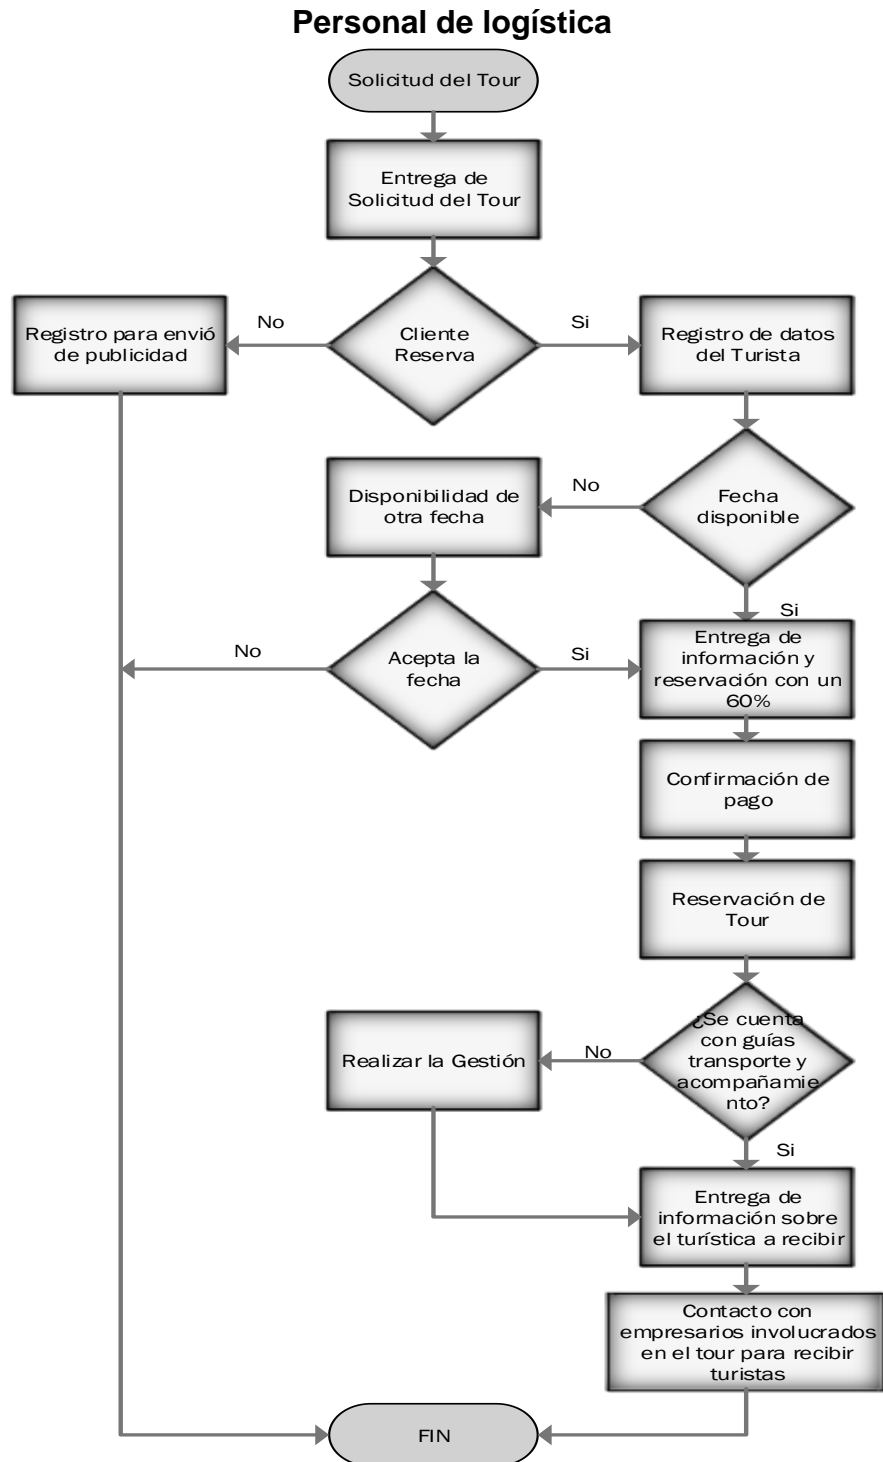 Personal de logística
Solicitud del Tour
Entrega de
Solicitud del Tour
Registro para envió
de publicidad
No
Cliente
Reserva
Si
Registro de datos
del Turista
Disponibilidad de
otra fecha
No
Fecha
disponible
Si
No
Acepta la
fecha
Si
Entrega de
información y
reservación con un
60%
Confirmación de
pago
Reservación de
Tour
Realizar la Gestión
No
¿Se cuenta
con guías
transporte y
acompañamie
nto?
Si
Entrega de
información sobre
el turística a recibir
Contacto con
empresarios involucrados
en el tour para recibir
turistas
FIN